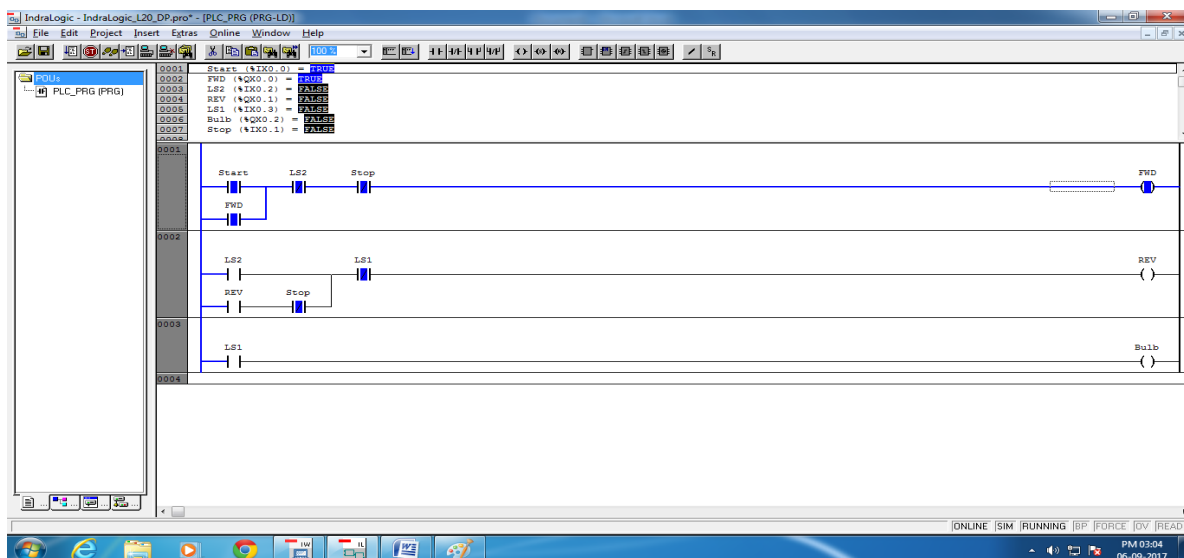 IndraLogic - IndraLogic_L20_DP.pro* - [PLC_PRG (PRG-LD)]
File Edit Project Insert Extras Online Window Help
100 %
POUs
PLC_PRG (PRG)
0001 Start (%IX0.0) = TRUE
0002 FWD (%QX0.0) = TRUE
0003 LS2 (%IX0.2) = FALSE
0004 REV (%QX0.1) = FALSE
0005 LS1 (%IX0.3) = FALSE
0006 Bulb (%QX0.2) = FALSE
0007 Stop (%IX0.1) = FALSE
0008
0001
Start LS2 Stop FWD
FWD
0002
LS2 LS1 REV
REV Stop
0003
LS1 Bulb
0004
ONLINE SIM RUNNING BP FORCE OV READ
PM 03:04
06-09-2017